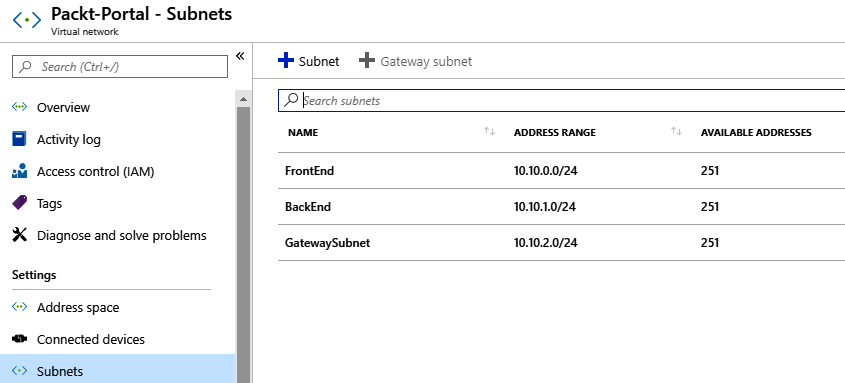 Packt-Portal - Subnets
Virtual network
«
Search (Ctrl+/)
Overview
Activity log
Access control (IAM)
Tags
Diagnose and solve problems
Settings
Address space
Connected devices
Subnets
Subnet Gateway subnet
Search subnets
NAME ADDRESS RANGE AVAILABLE ADDRESSES
FrontEnd 10.10.0.0/24 251
BackEnd 10.10.1.0/24 251
GatewaySubnet 10.10.2.0/24 251